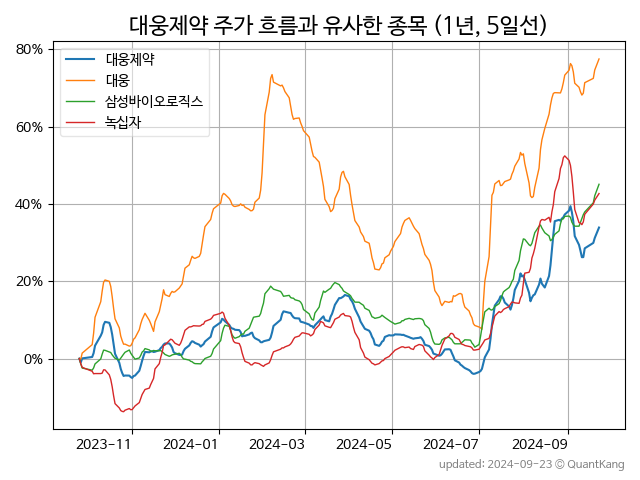 대웅제약 주가 흐름과 유사한 종목 (1년, 5일선)
80%
60%
40%
20%
0%
대웅제약
대웅
삼성바이오로직스
녹십자
2023-11 2024-01 2024-03 2024-05 2024-07 2024-09
updated: 2024-09-23 © QuantKang